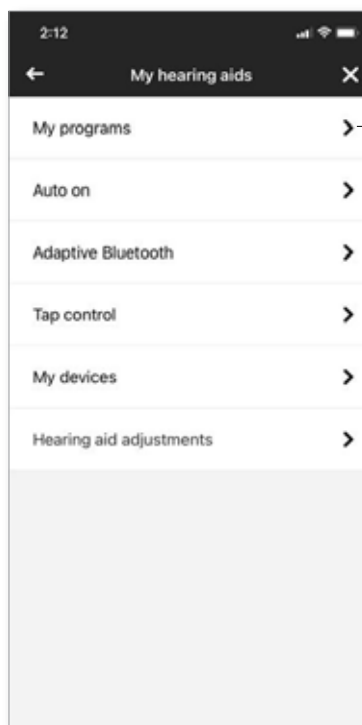 2:12
My hearing aids
My programs
Auto on
Adaptive Bluetooth
Tap control
My devices
Hearing aid adjustments